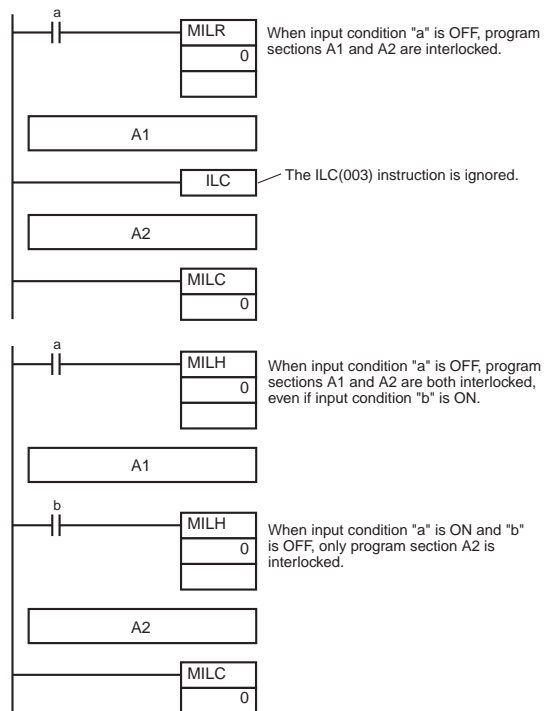 a
MILR
0
When input condition "a" is OFF, program
sections A1 and A2 are interlocked.
A1
ILC
The ILC(003) instruction is ignored.
A2
MILC
0
a
MILH
0
When input condition "a" is OFF, program
sections A1 and A2 are both interlocked,
even if input condition "b" is ON.
A1
b
MILH
0
When input condition "a" is ON and "b"
is OFF, only program section A2 is
interlocked.
A2
MILC
0